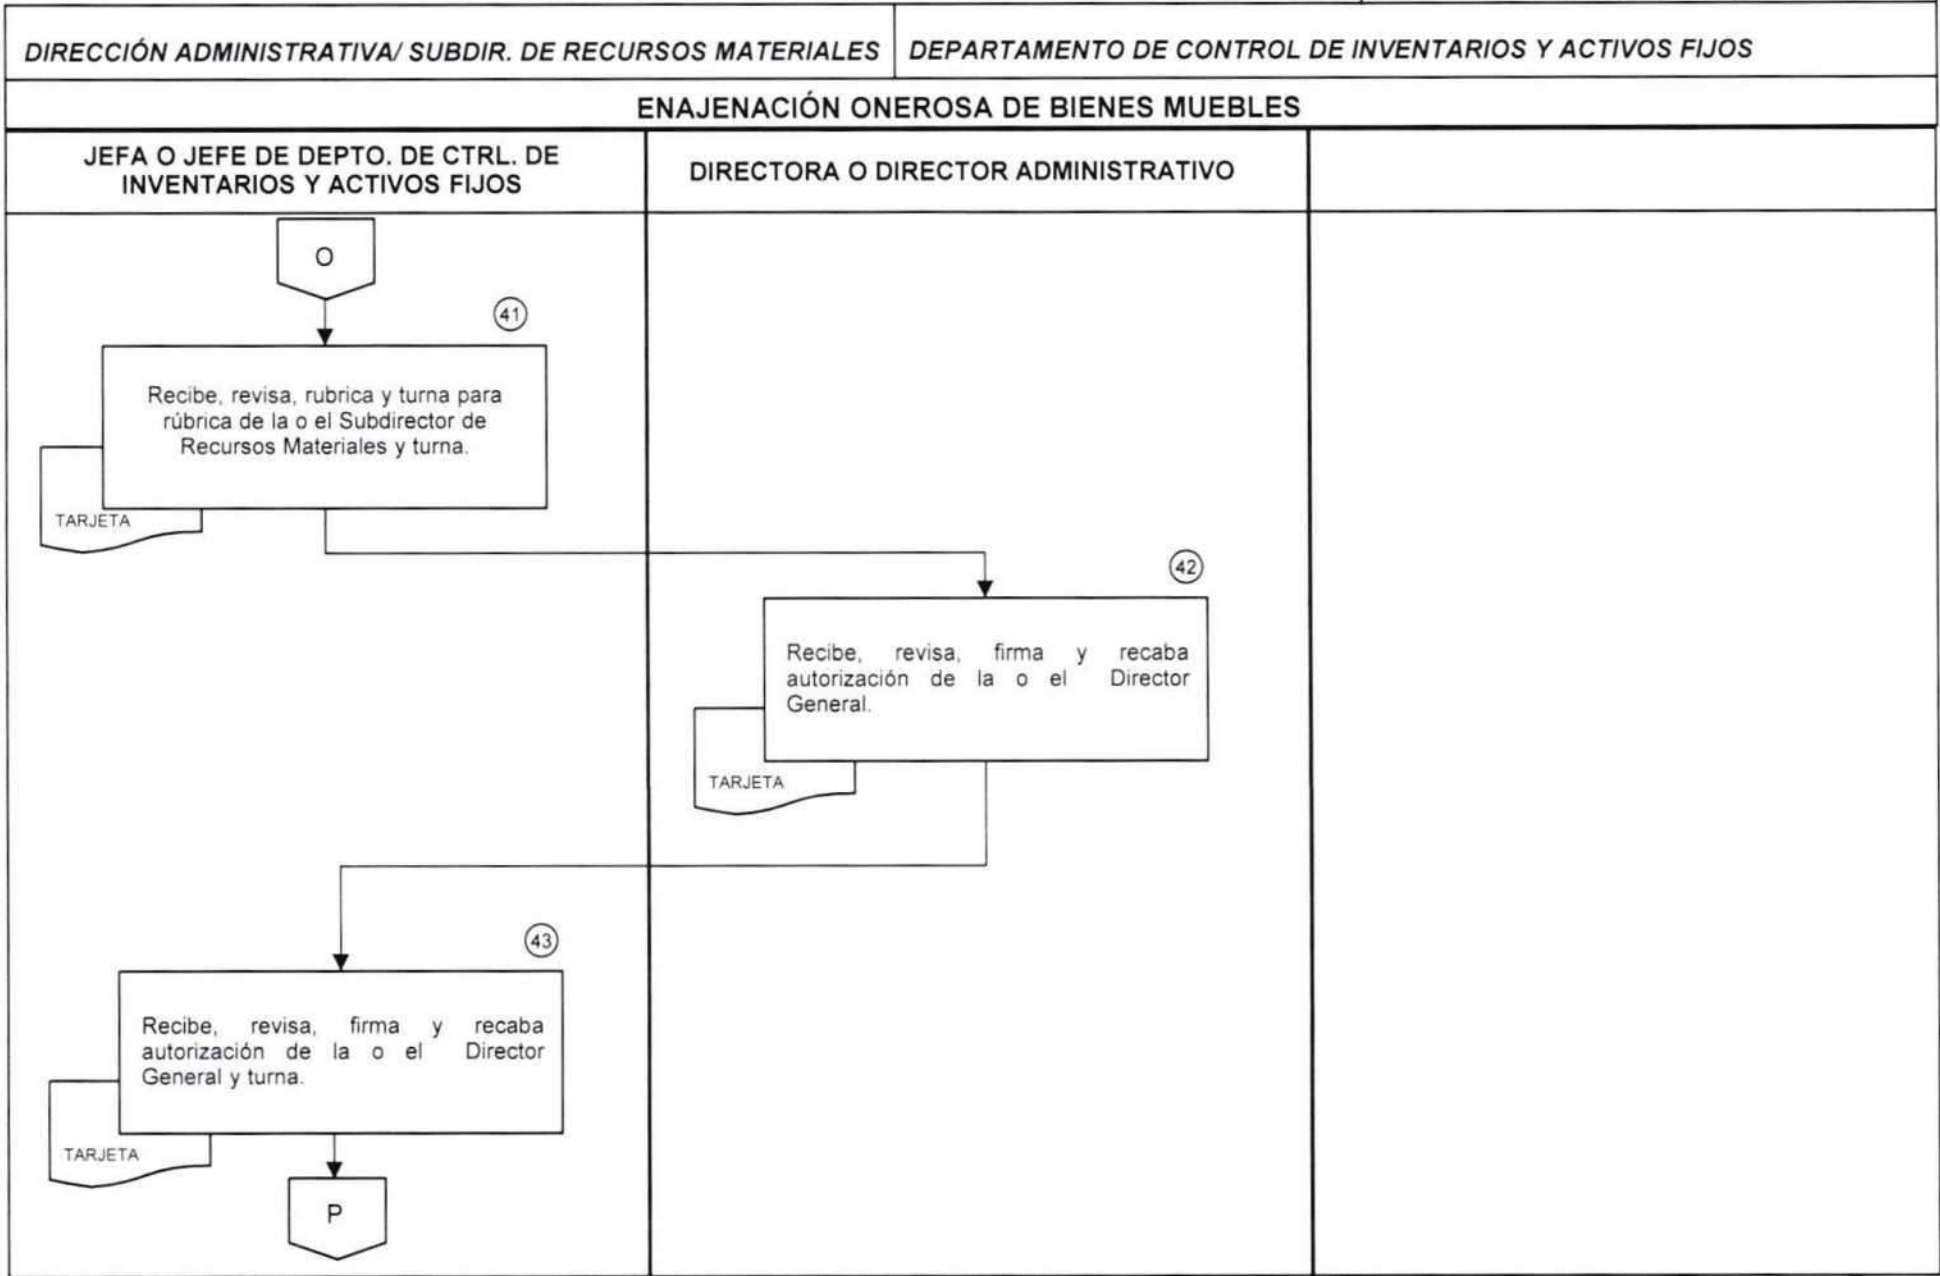 DIRECCIÓN ADMINISTRATIVA/ SUBDIR. DE RECURSOS MATERIALES
DEPARTAMENTO DE CONTROL DE INVENTARIOS Y ACTIVOS FIJOS
ENAJENACIÓN ONEROSA DE BIENES MUEBLES
JEFA O JEFE DE DEPTO. DE CTRL. DE
INVENTARIOS Y ACTIVOS FIJOS
DIRECTORA O DIRECTOR ADMINISTRATIVO
O
41
Recibe, revisa, rubrica y turna para
rúbrica de la o el Subdirector de
Recursos Materiales y turna.
TARJETA
42
Recibe, revisa, firma y recaba
autorización de la o el Director
General.
TARJETA
43
Recibe, revisa, firma y recaba
autorización de la o el Director
General y turna.
TARJETA
P